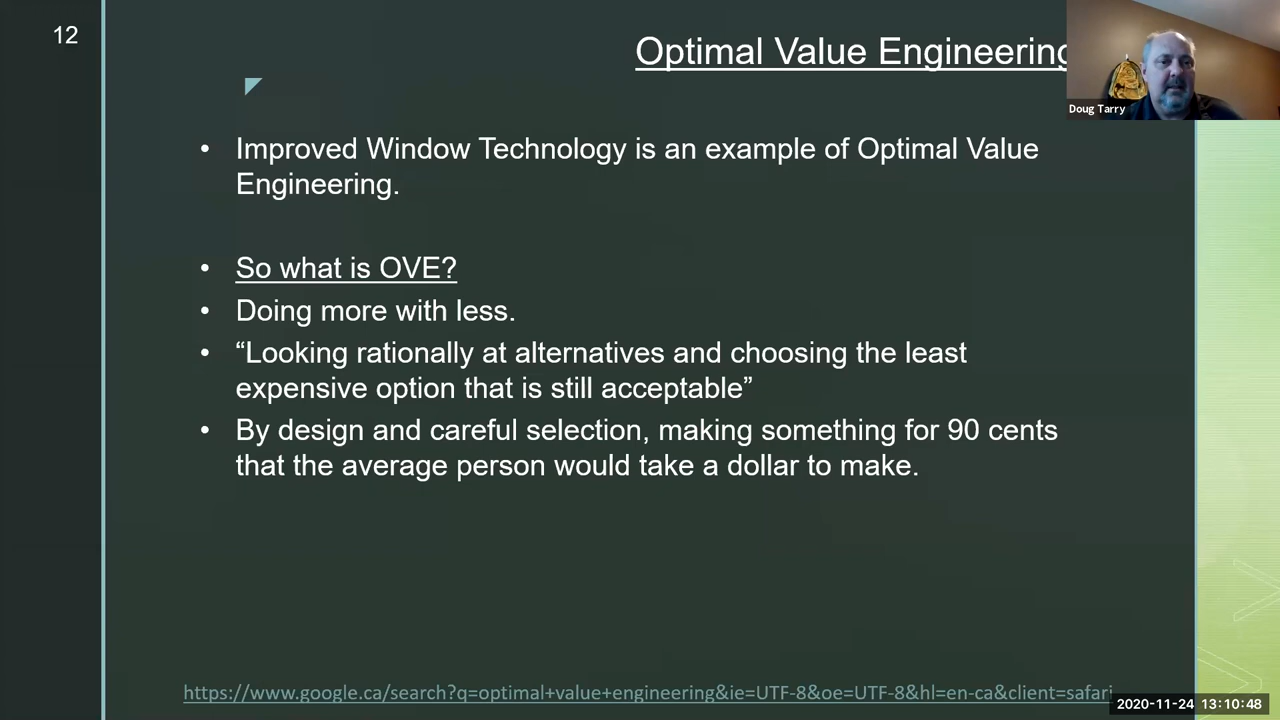 12
Optimal Value Engineering
Doug Tarry
• Improved Window Technology is an example of Optimal Value
Engineering.
• So what is OVE?
• Doing more with less.
• “Looking rationally at alternatives and choosing the least
expensive option that is still acceptable”
• By design and careful selection, making something for 90 cents
that the average person would take a dollar to make.
https://www.google.ca/search?q=optimal+value+engineering&ie=UTF-8&oe=UTF-8&hl=en-ca&client=safari
2020-11-24 13:10:48